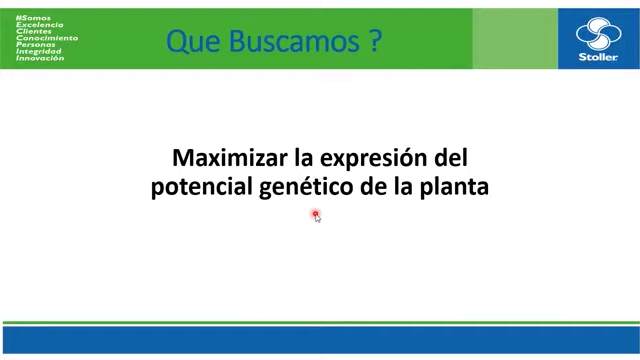 #Somos
Excelencia
Clientes
Conocimiento
Personas
Integridad
Innovación
Que Buscamos ?
Stoller
Maximizar la expresión del
potencial genético de la planta